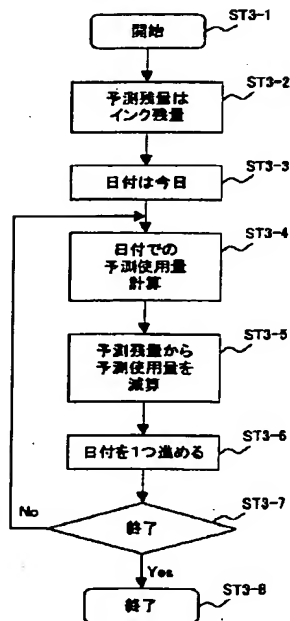 ST3-1
開始
ST3-2
予測残量は
インク残量
ST3-3
日付は今日
ST3-4
日付での
予測使用量
計算
ST3-5
予測残量から
予測使用量を
減算
ST3-6
日付を1つ進める
ST3-7
No
終了
Yes
ST3-8
終了